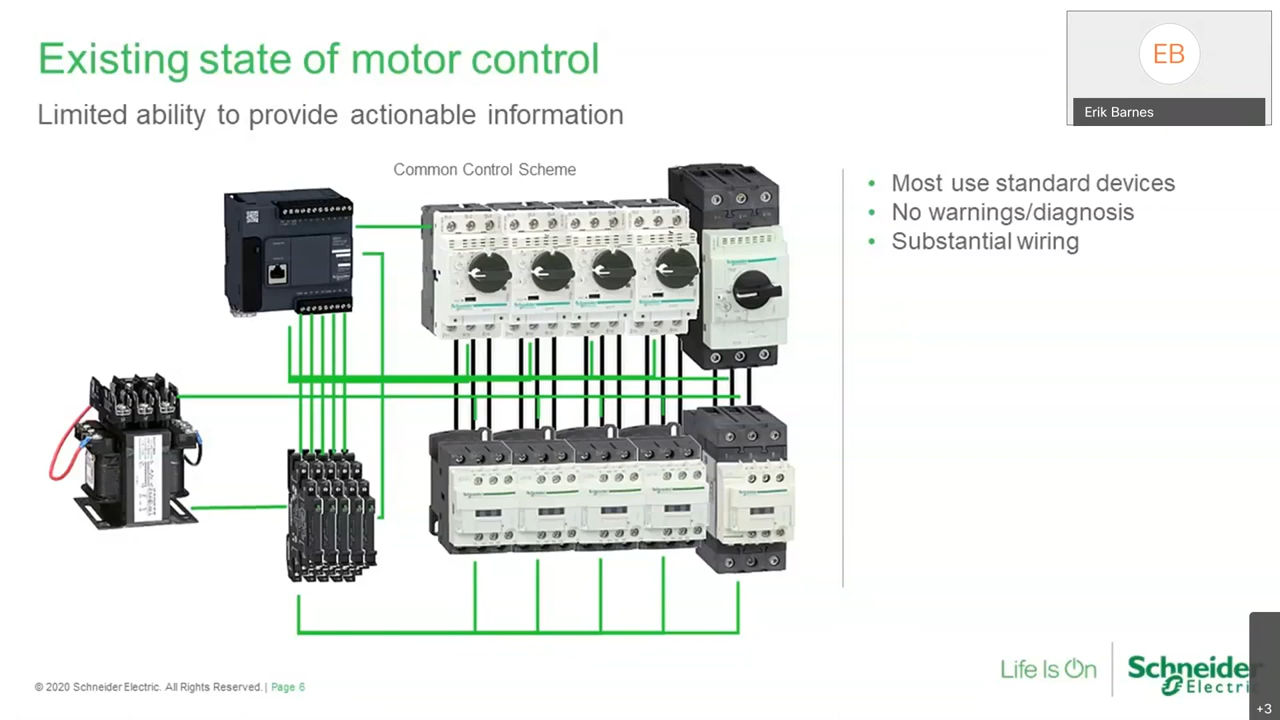 Existing state of motor control
Limited ability to provide actionable information
EB
Erik Barnes
Common Control Scheme
• Most use standard devices
• No warnings/diagnosis
• Substantial wiring
© 2020 Schneider Electric. All Rights Reserved. | Page 6
Life Is On
Schneider
Electric
+3